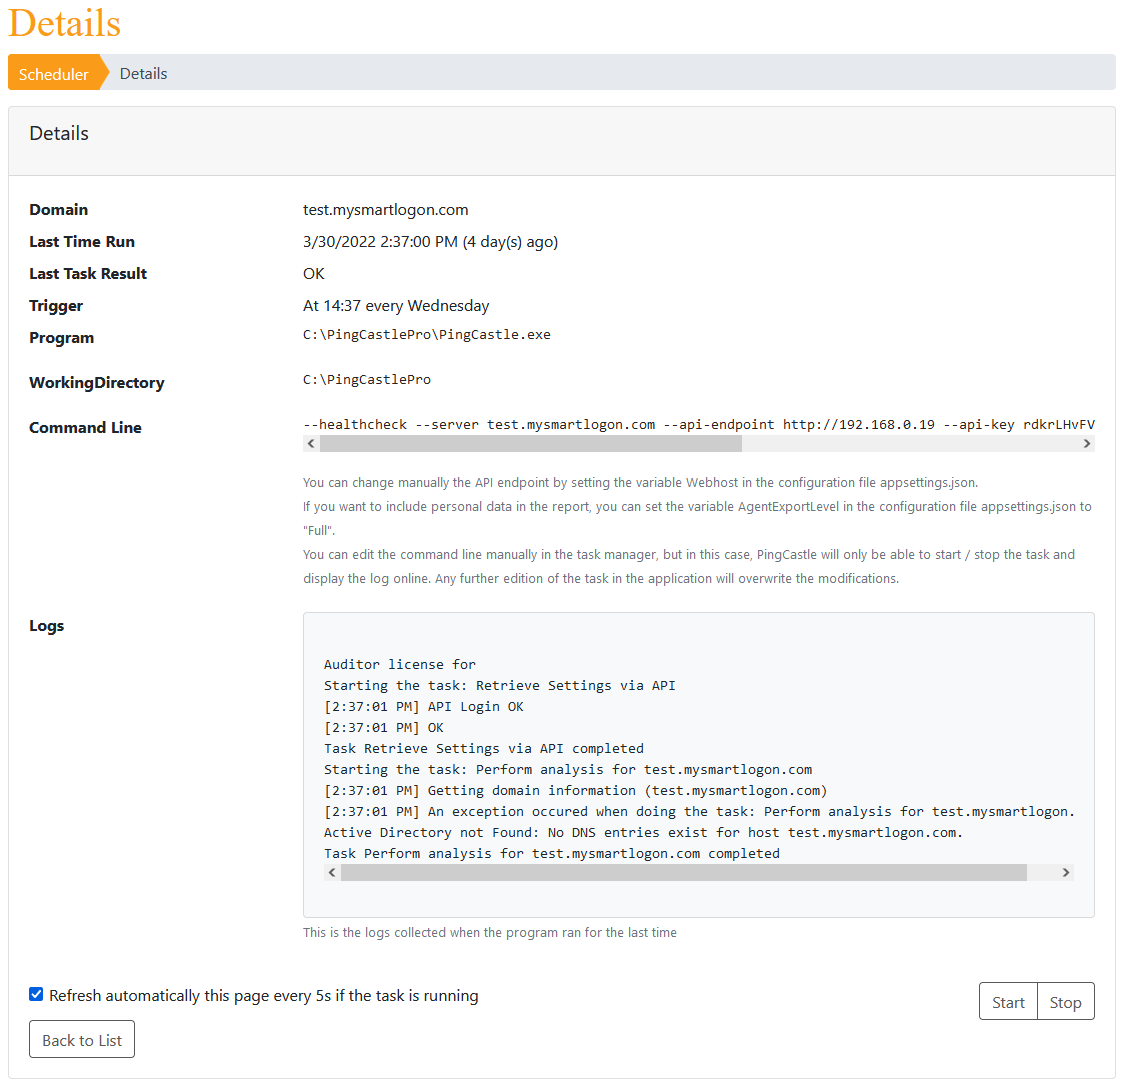 Details
Scheduler Details
Details
Domain test.mysmartlogon.com
Last Time Run 3/30/2022 2:37:00 PM (4 day(s) ago)
Last Task Result OK
Trigger At 14:37 every Wednesday
Program C:\PingCastlePro\PingCastle.exe
WorkingDirectory C:\PingCastlePro
Command Line --healthcheck --server test.mysmartlogon.com --api-endpoint http://192.168.0.19 --api-key rdkrLHvFV
You can change manually the API endpoint by setting the variable Webhost in the configuration file appsettings.json.
If you want to include personal data in the report, you can set the variable AgentExportLevel in the configuration file appsettings.json to
"Full".
You can edit the command line manually in the task manager, but in this case, PingCastle will only be able to start / stop the task and
display the log online. Any further edition of the task in the application will overwrite the modifications.
Logs
Auditor license for
Starting the task: Retrieve Settings via API
[2:37:01 PM] API Login OK
[2:37:01 PM] OK
Task Retrieve Settings via API completed
Starting the task: Perform analysis for test.mysmartlogon.com
[2:37:01 PM] Getting domain information (test.mysmartlogon.com)
[2:37:01 PM] An exception occured when doing the task: Perform analysis for test.mysmartlogon.
Active Directory not Found: No DNS entries exist for host test.mysmartlogon.com.
Task Perform analysis for test.mysmartlogon.com completed
This is the logs collected when the program ran for the last time
Refresh automatically this page every 5s if the task is running
Start Stop
Back to List